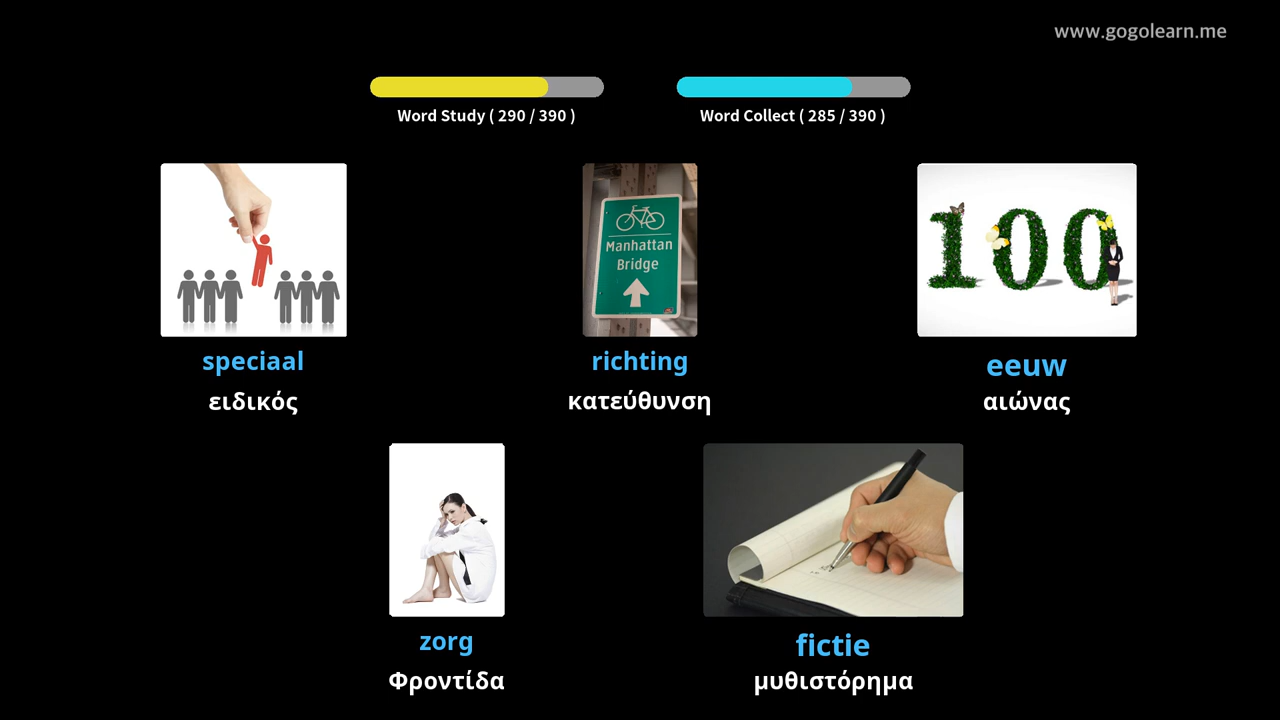 www.gogolearn.me
Word Study ( 290 / 390 )
Word Collect ( 285 / 390 )
100
Manhattan
Bridge
speciaal
richting
eeuw
ειδικός
κατεύθυνση
αιώνας
zorg
fictie
Φροντίδα
μυθιστόρημα